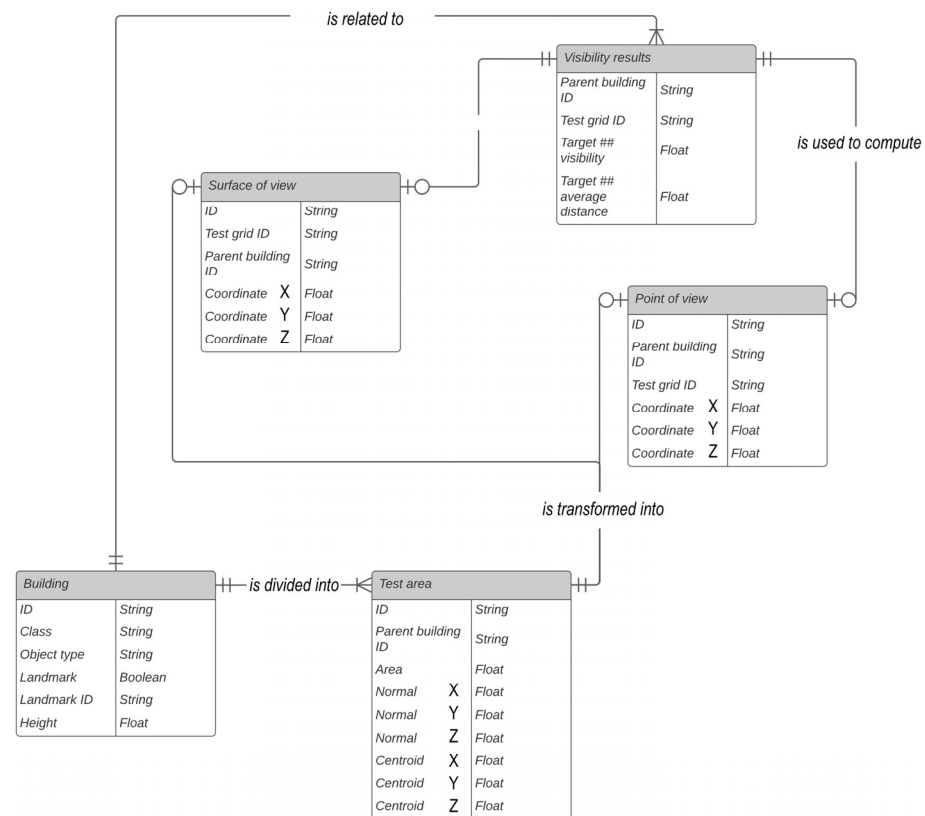 is related to
Visibility results
Parent building
ID
String
Test grid ID String
Target ##
visibility
Float
Target ##
average
distance
Float
is used to compute
Surface of view
ID String
Test grid ID String
Parent building
ID
String
Coordinate X Float
Coordinate Y Float
Coordinate Z Float
Point of view
ID String
Parent building
ID
String
Test grid ID String
Coordinate X Float
Coordinate Y Float
Coordinate Z Float
is transformed into
Building
ID String
Class String
Object type String
Landmark Boolean
Landmark ID String
Height Float
is divided into
Test area
ID String
Parent building
ID
String
Area Float
Normal X Float
Normal Y Float
Normal Z Float
Centroid X Float
Centroid Y Float
Centroid Z Float